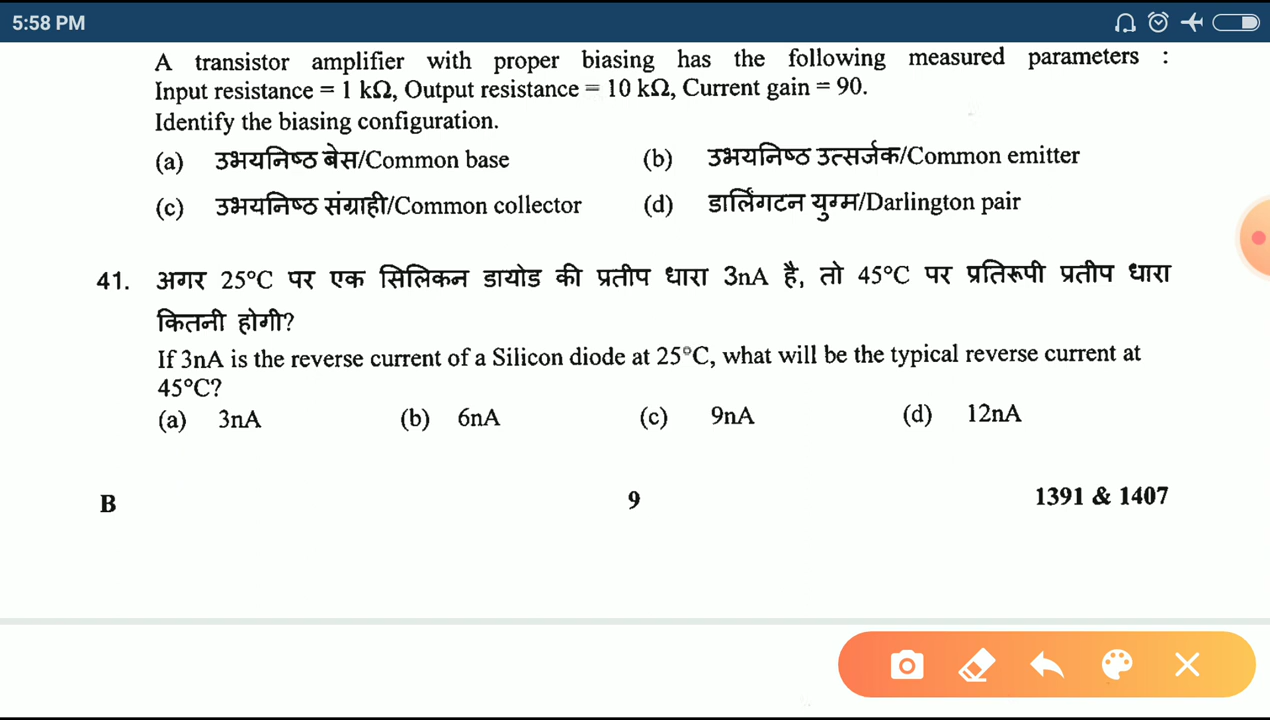 5:58 PM
A transistor amplifier with proper biasing has the following measured parameters :
Input resistance = 1 kΩ, Output resistance = 10 kΩ, Current gain = 90.
Identify the biasing configuration.
(a) उभयनिष्ठ बेस/Common base (b) उभयनिष्ठ उत्सर्जक/Common emitter
(c) उभयनिष्ठ संग्राही/Common collector (d) डार्लिंगटन युग्म/Darlington pair
41. अगर 25°C पर एक सिलिकन डायोड की प्रतीप धारा 3nA है, तो 45°C पर प्रतिरूपी प्रतीप धारा
कितनी होगी?
If 3nA is the reverse current of a Silicon diode at 25°C, what will be the typical reverse current at
45°C?
(a) 3nA (b) 6nA (c) 9nA (d) 12nA
B 9 1391 & 1407